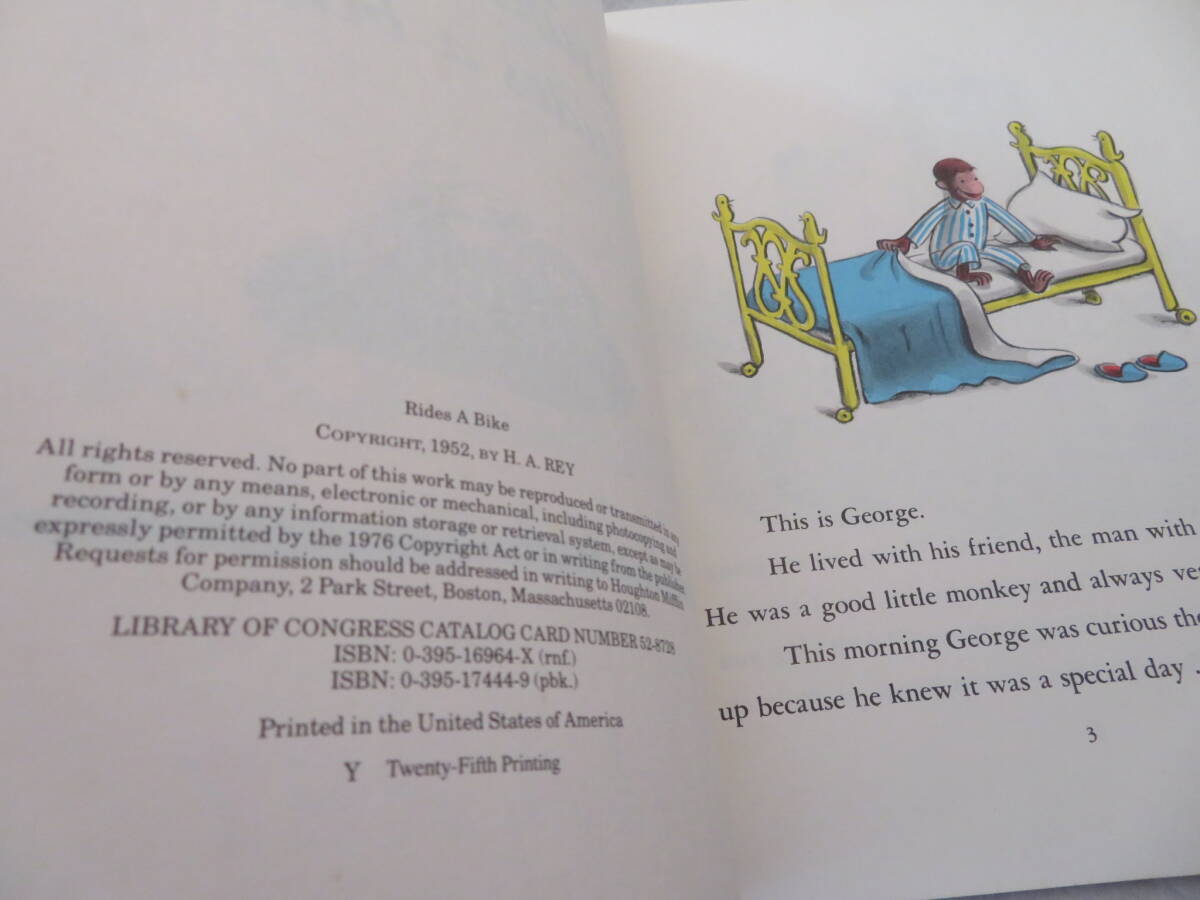 Rides A Bike
COPYRIGHT, 1952, BY H. A. REY
All rights reserved. No part of this work may be reproduced or transmitted in any
form or by any means, electronic or mechanical, including photocopying and
recording, or by any information storage or retrieval system, except as may be
expressly permitted by the 1976 Copyright Act or in writing from the publisher.
Requests for permission should be addressed in writing to Houghton Mifflin
Company, 2 Park Street, Boston, Massachusetts 02108.
LIBRARY OF CONGRESS CATALOG CARD NUMBER 52-8728
ISBN: 0-395-16964-X (rnf.)
ISBN: 0-395-17444-9 (pbk.)
Printed in the United States of America
Y Twenty-Fifth Printing
This is George.
He lived with his friend, the man with
He was a good little monkey and always
This morning George was curious
up because he knew it was a special day
3